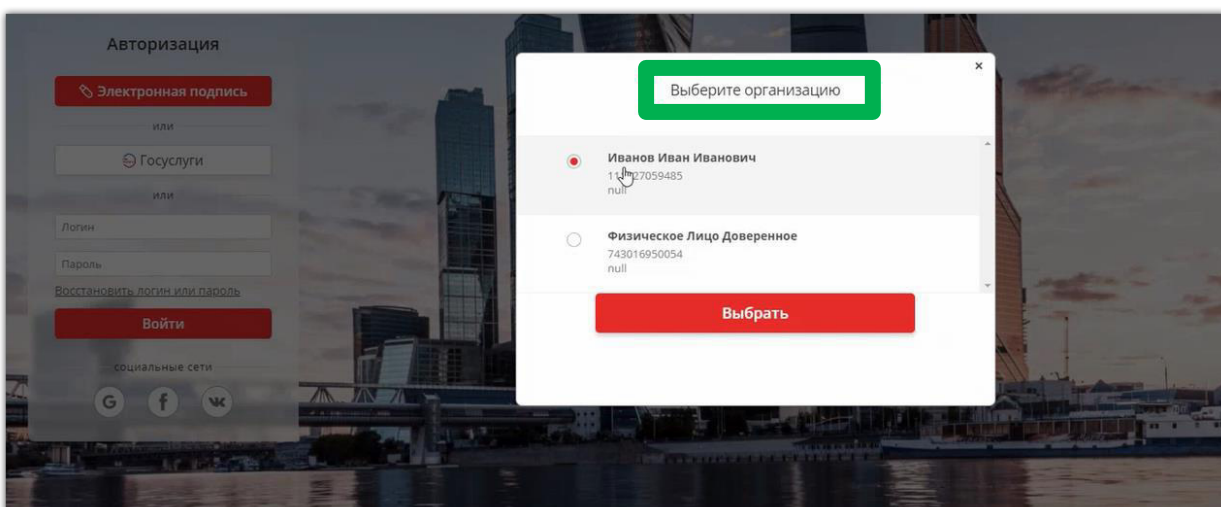 Авторизация
Электронная подпись
или
Госуслуги
или
Логин
Пароль
Восстановить логин или пароль
Войти
социальные сети
Выберите организацию
×
Иванов Иван Иванович
null
Физическое Лицо Доверенное
743016950054
null
Выбрать